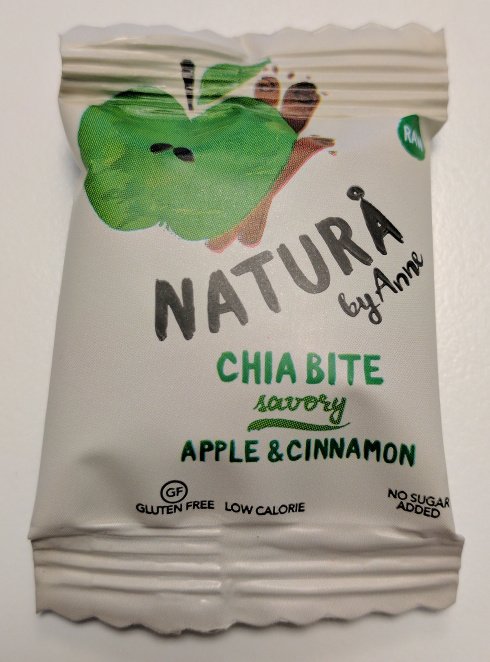 RAW
NATURÅ
by Anne
CHIA BITE
savory
APPLE & CINNAMON
GF
GLUTEN FREE
LOW CALORIE
NO SUGAR
ADDED